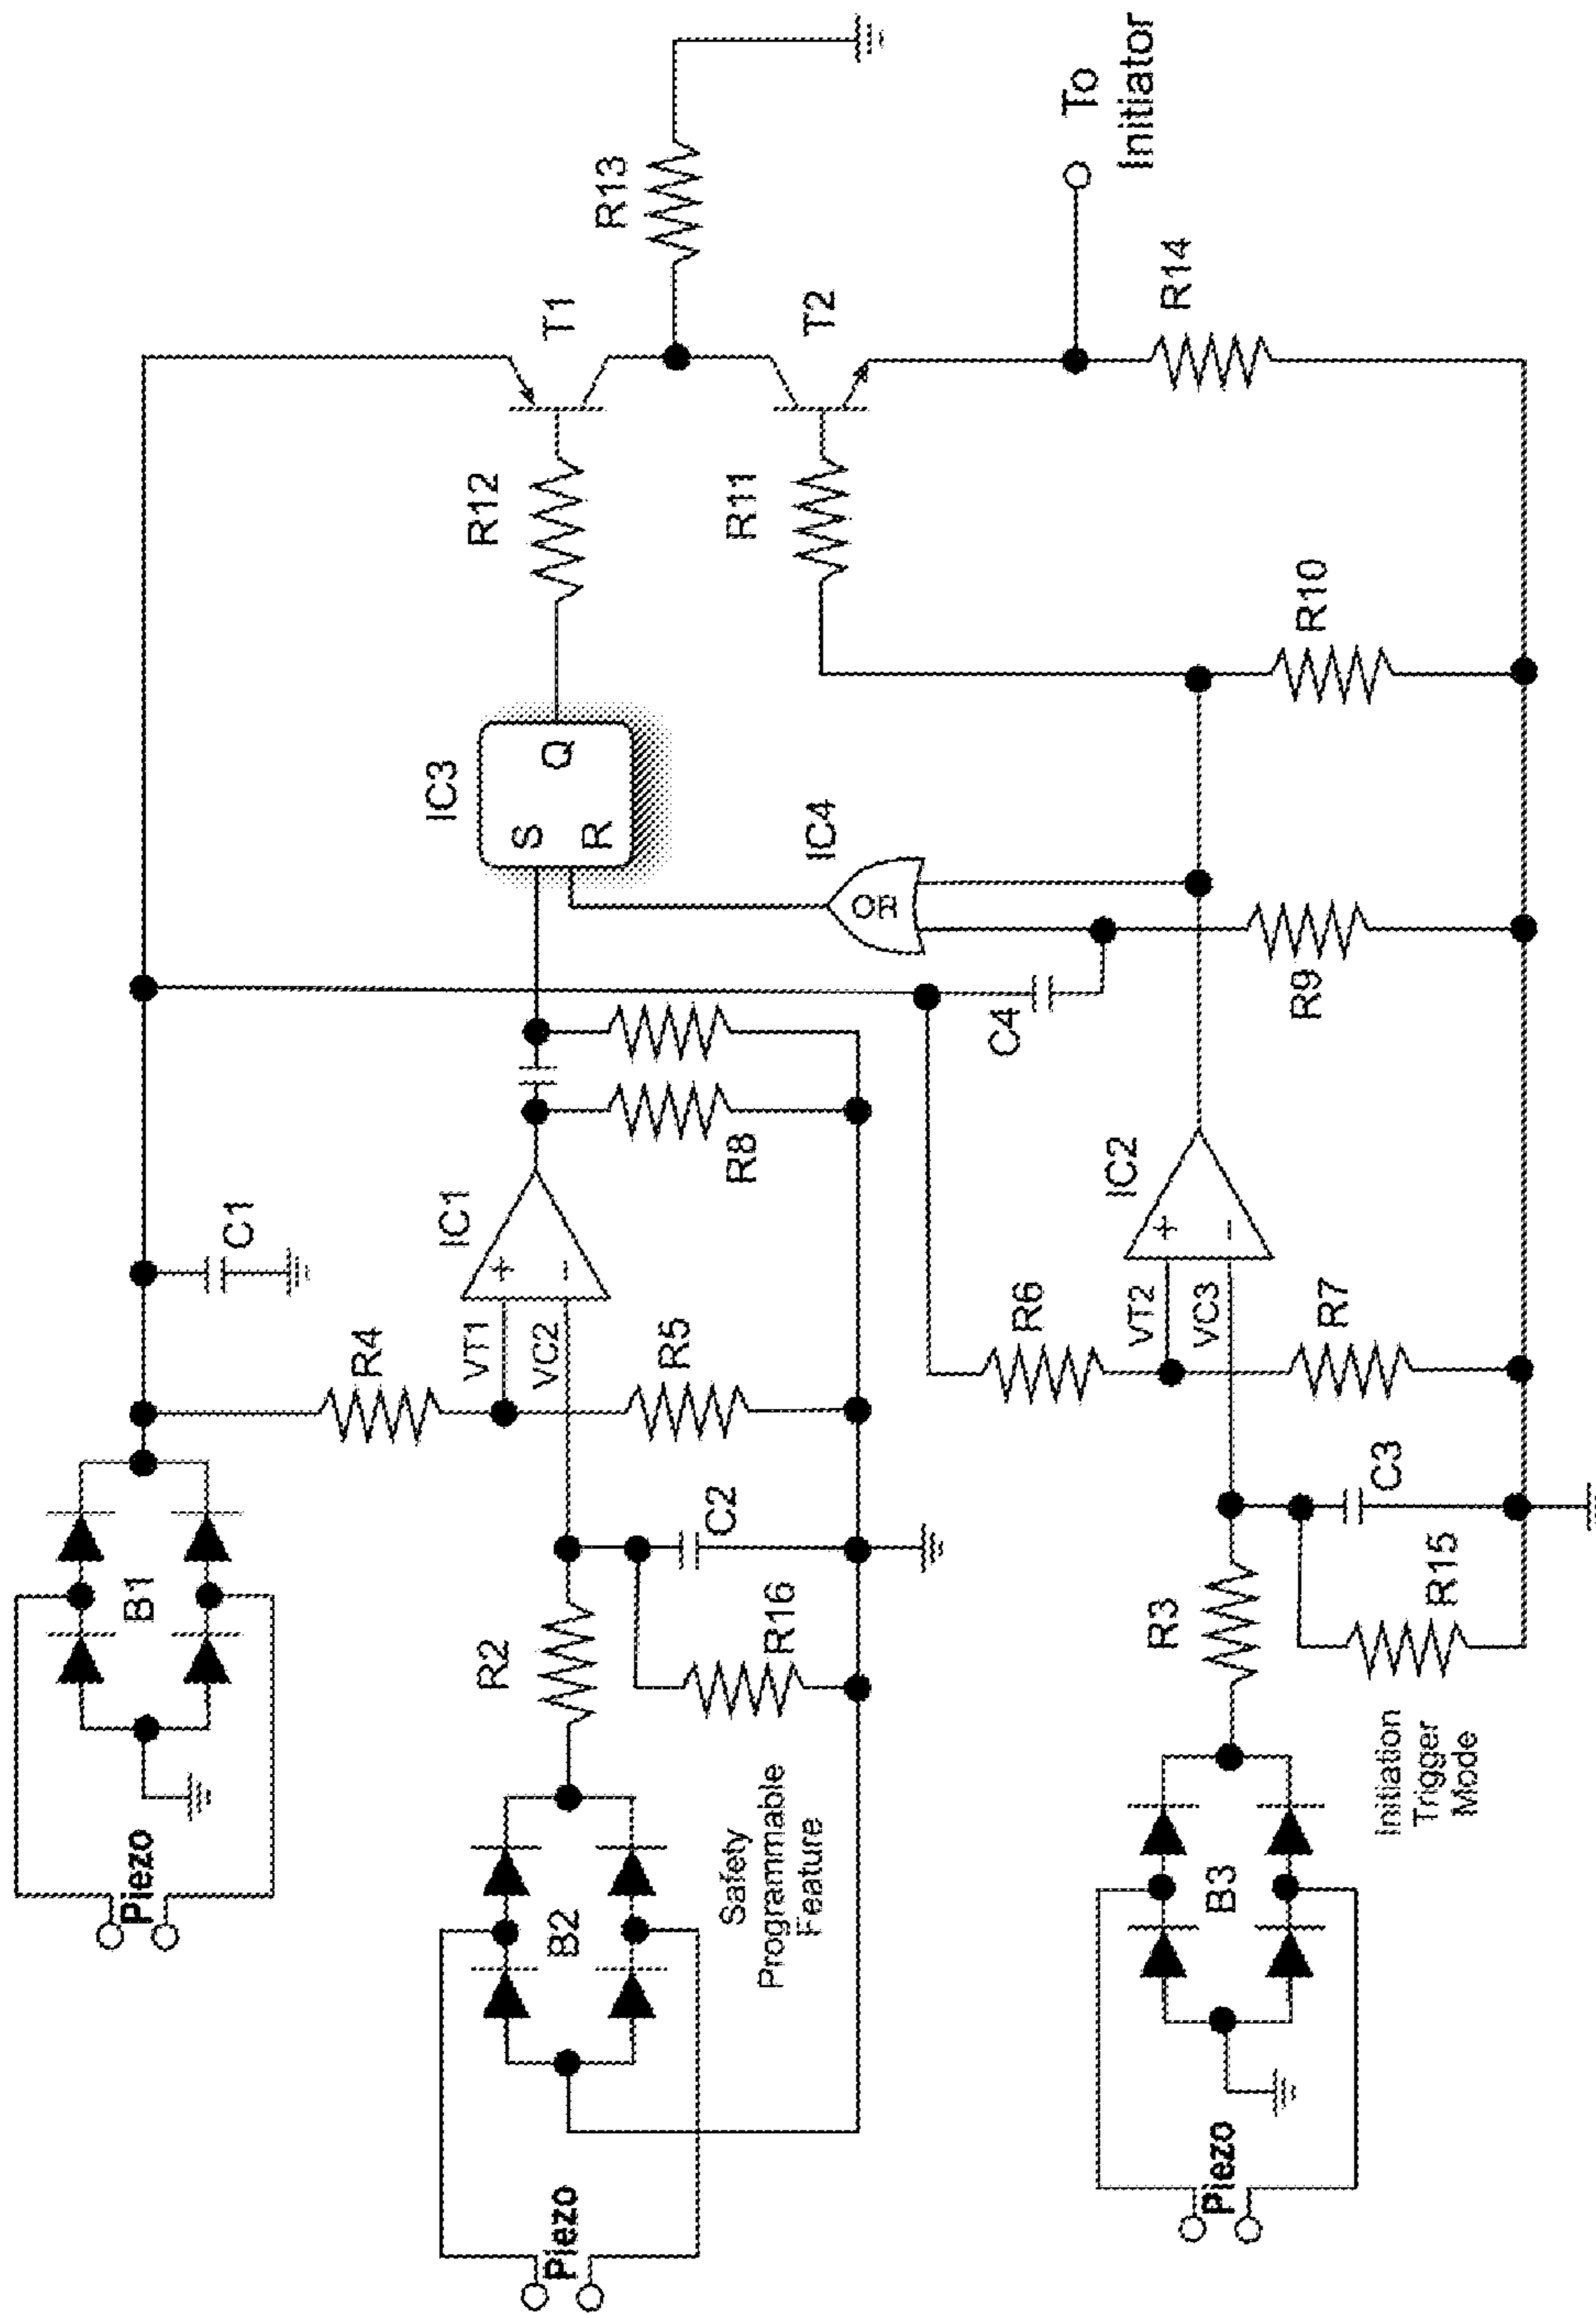 Piezo
B1
C1
R4
VT1
VC2
IC1
+
−
R5
R8
IC3
S
R
Q
R12
T1
R13
Piezo
B2
Safety
Programmable
Feature
R2
R16
C2
C4
IC4
OR
R11
T2
To
Initiator
R14
R10
R9
R6
VT2
VC3
IC2
+
−
R7
Piezo
B3
Initiation
Trigger
Mode
R3
R15
C3